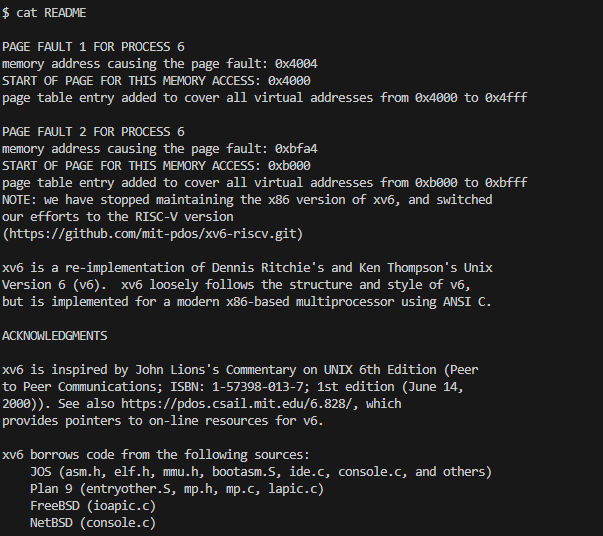 $ cat README
PAGE FAULT 1 FOR PROCESS 6
memory address causing the page fault: 0x4004
START OF PAGE FOR THIS MEMORY ACCESS: 0x4000
page table entry added to cover all virtual addresses from 0x4000 to 0x4fff
PAGE FAULT 2 FOR PROCESS 6
memory address causing the page fault: 0xbfa4
START OF PAGE FOR THIS MEMORY ACCESS: 0xb000
page table entry added to cover all virtual addresses from 0xb000 to 0xbfff
NOTE: we have stopped maintaining the x86 version of xv6, and switched
our efforts to the RISC-V version
(https://github.com/mit-pdos/xv6-riscv.git)
xv6 is a re-implementation of Dennis Ritchie's and Ken Thompson's Unix
Version 6 (v6).  xv6 loosely follows the structure and style of v6,
but is implemented for a modern x86-based multiprocessor using ANSI C.
ACKNOWLEDGMENTS
xv6 is inspired by John Lions's Commentary on UNIX 6th Edition (Peer
to Peer Communications; ISBN: 1-57398-013-7; 1st edition (June 14,
2000)). See also https://pdos.csail.mit.edu/6.828/, which
provides pointers to on-line resources for v6.
xv6 borrows code from the following sources:
    JOS (asm.h, elf.h, mmu.h, bootasm.S, ide.c, console.c, and others)
    Plan 9 (entryother.S, mp.h, mp.c, lapic.c)
    FreeBSD (ioapic.c)
    NetBSD (console.c)